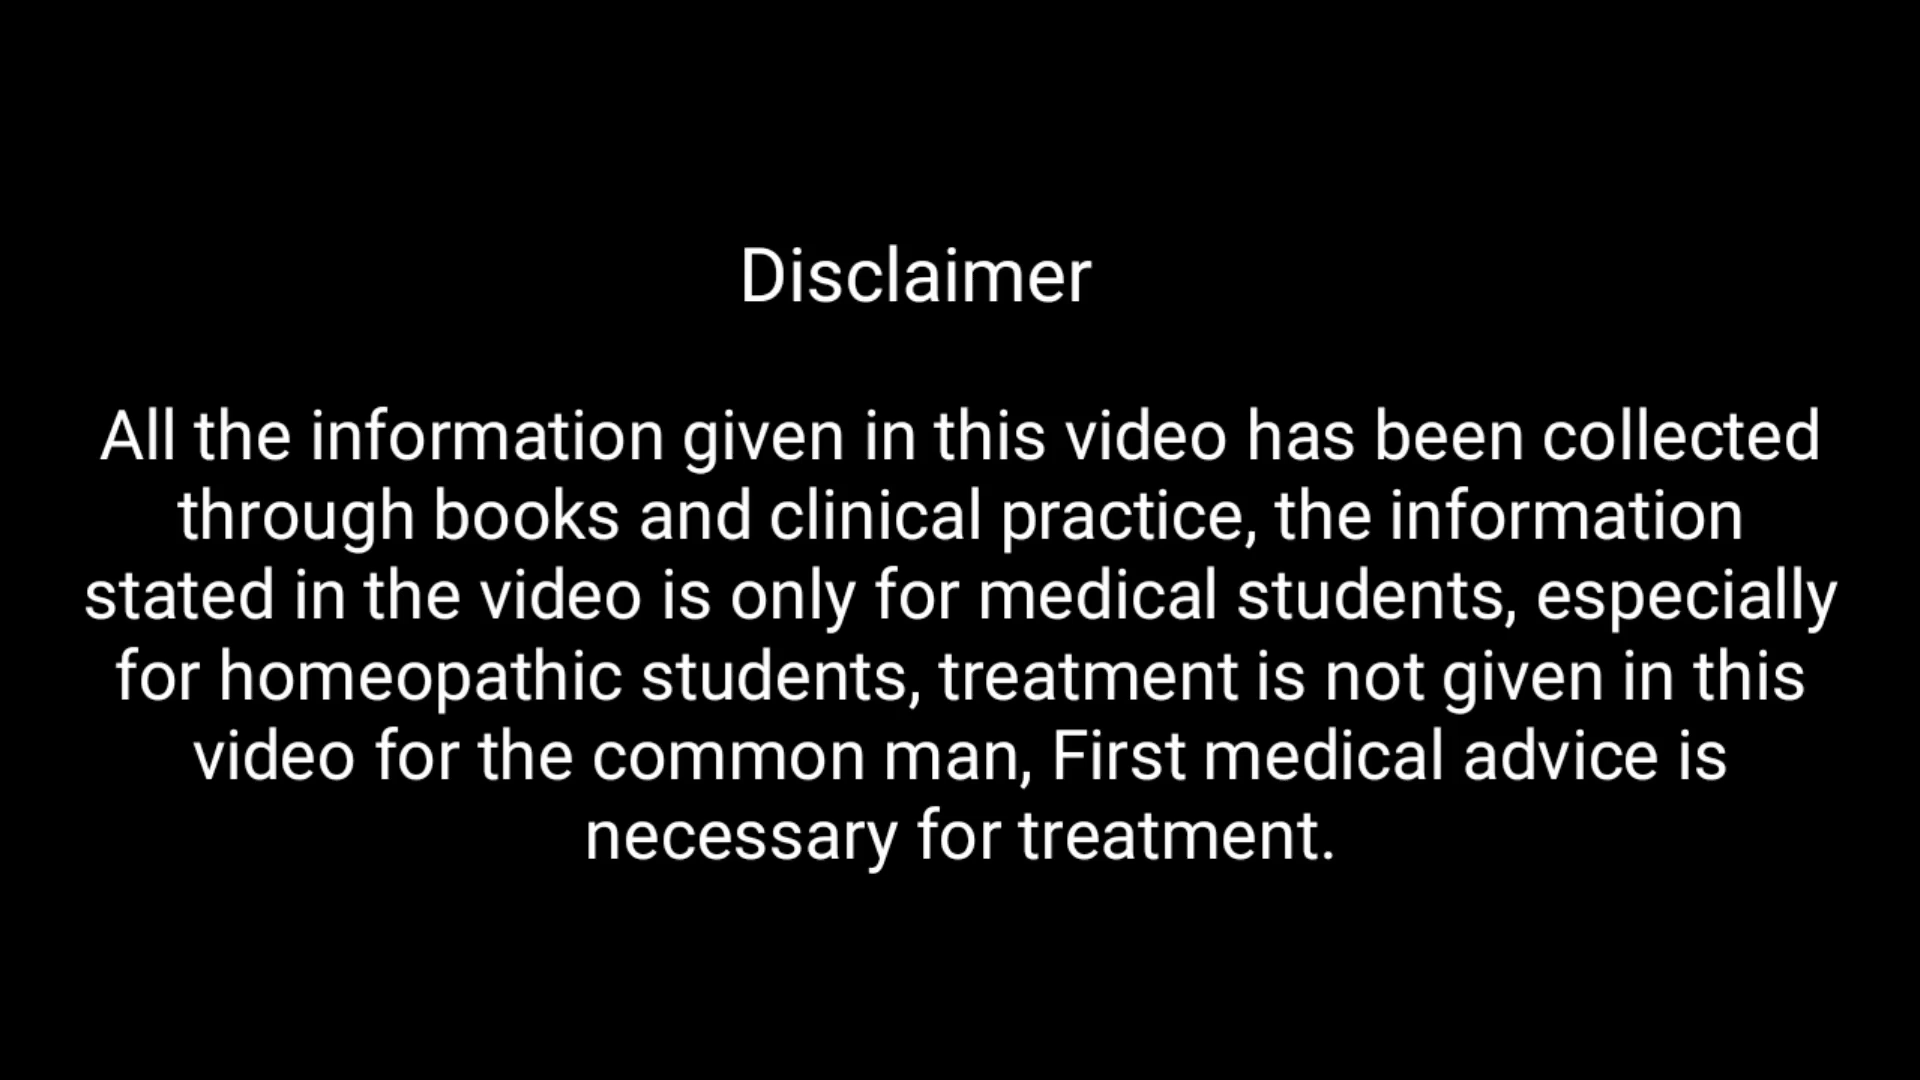 Disclaimer
All the information given in this video has been collected
through books and clinical practice, the information
stated in the video is only for medical students, especially
for homeopathic students, treatment is not given in this
video for the common man, First medical advice is
necessary for treatment.